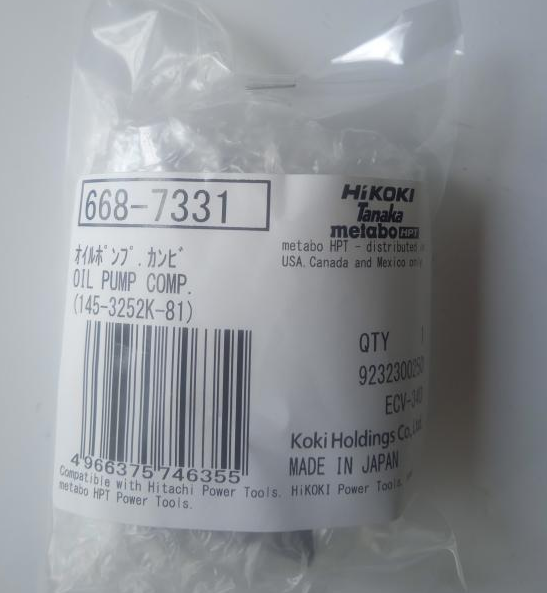 668-7331
HiKOKI
Tanaka
metabo HPT
metabo HPT - distributed
USA. Canada and Mexico only
オイルポンプ.カンビ
OIL PUMP COMP.
(145-3252K-81)
QTY 1
ECV-
4966375746355
Koki Holdings Co.,Ltd.
MADE IN JAPAN
Compatible with Hitachi Power Tools. HiKOKI Power Tools.
metabo HPT Power Tools.